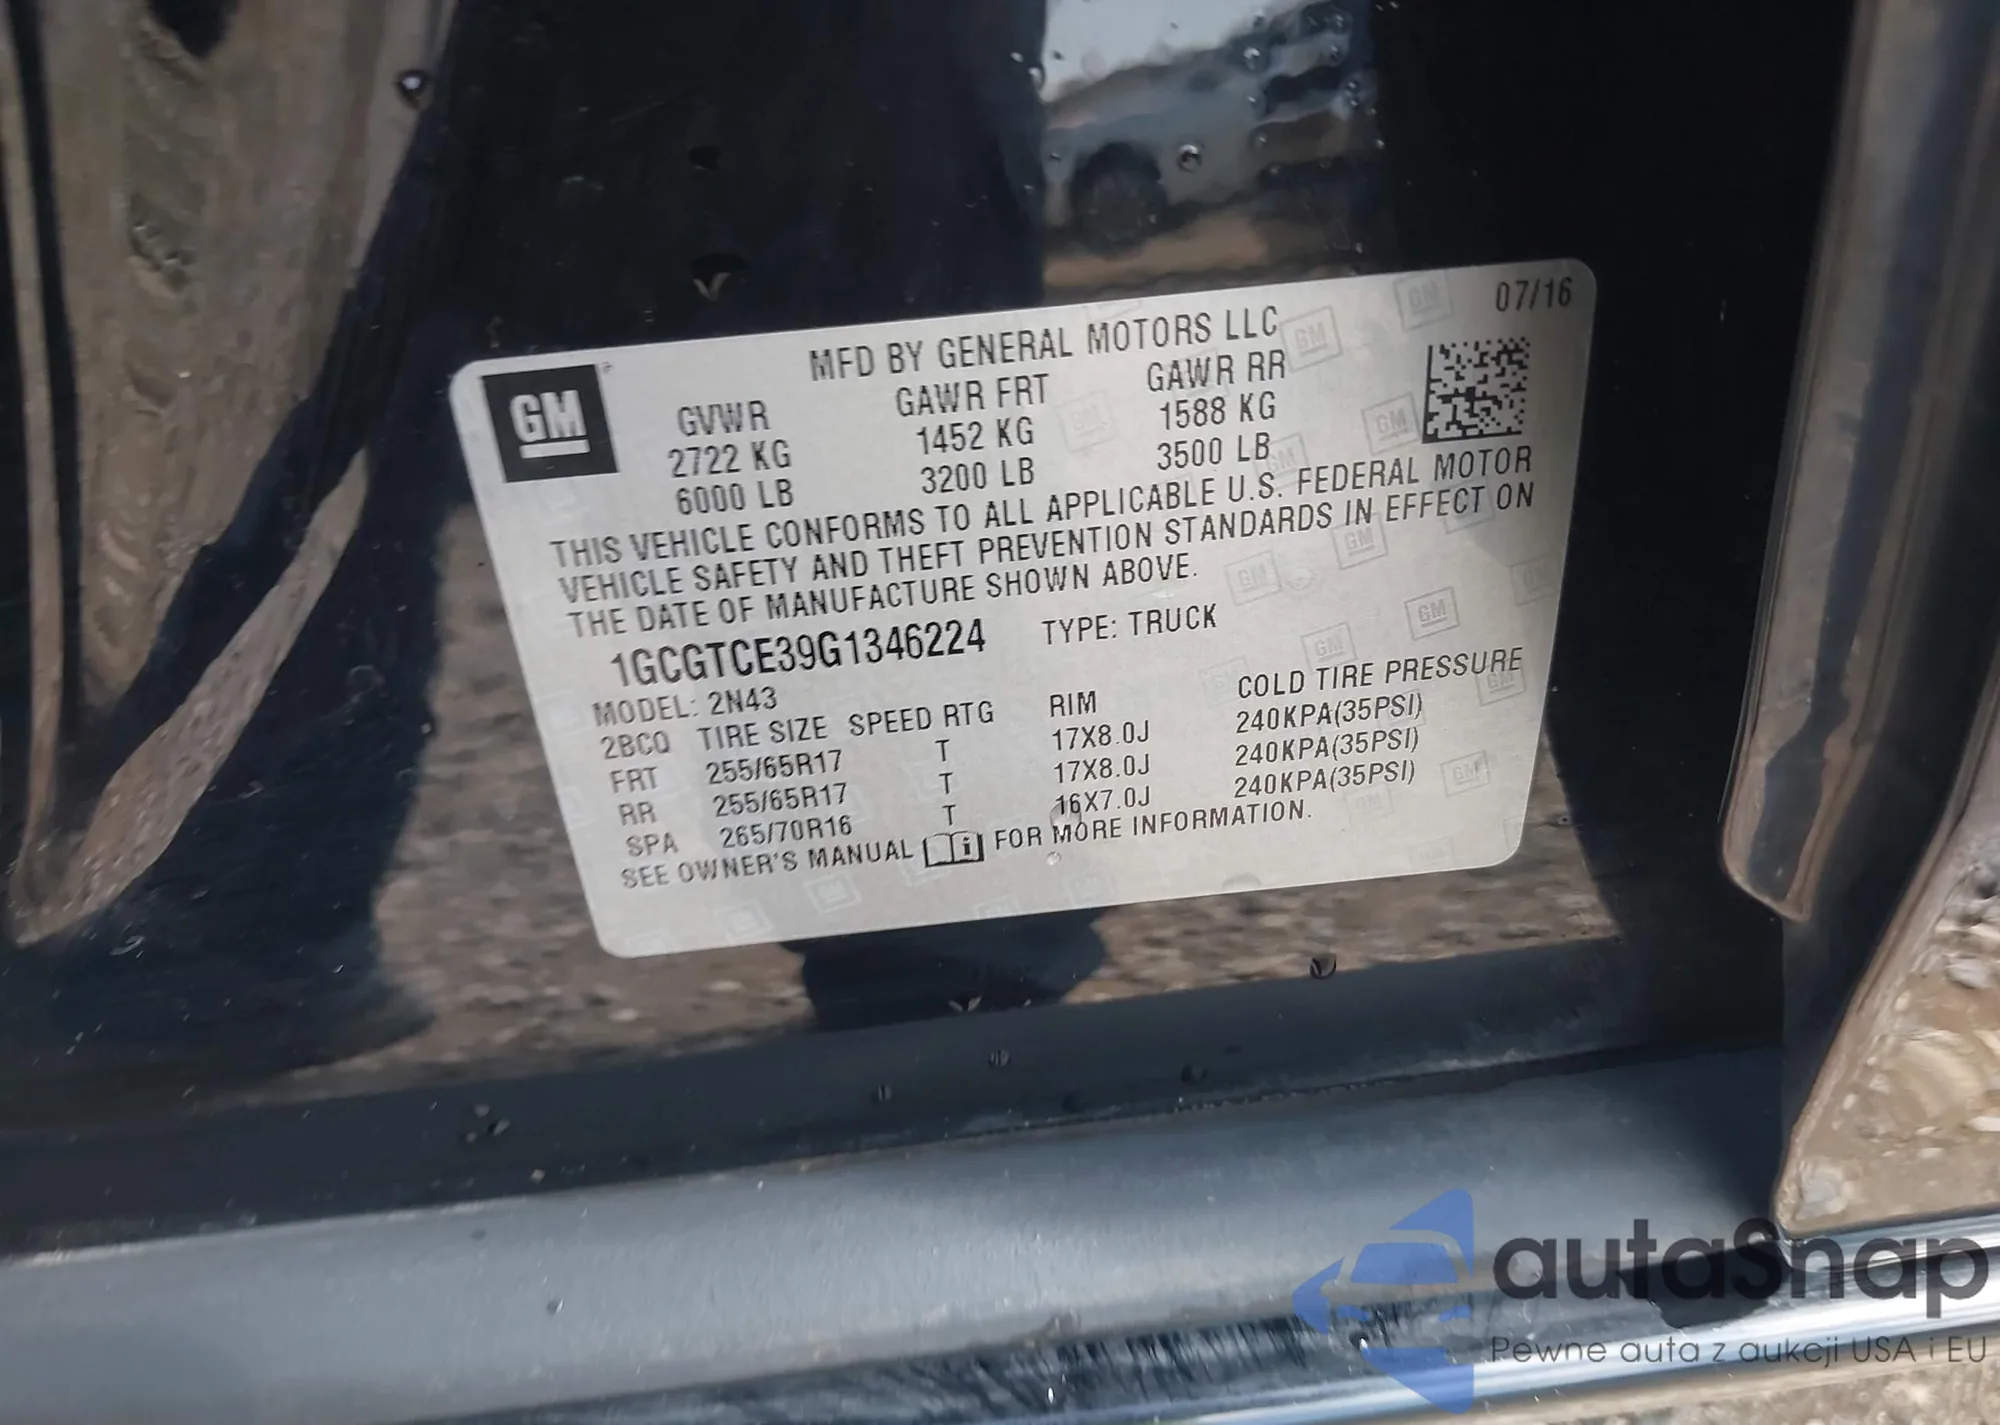 07/16
MFD BY GENERAL MOTORS LLC
GM
GVWR GAWR FRT GAWR RR
2722 KG 1452 KG 1588 KG
6000 LB 3200 LB 3500 LB
THIS VEHICLE CONFORMS TO ALL APPLICABLE U.S. FEDERAL MOTOR
VEHICLE SAFETY AND THEFT PREVENTION STANDARDS IN EFFECT ON
THE DATE OF MANUFACTURE SHOWN ABOVE.
1GCGTCE39G1346224 TYPE: TRUCK
MODEL: 2N43
2BCQ TIRE SIZE SPEED RTG RIM COLD TIRE PRESSURE
FRT 255/65R17 T 17X8.0J 240KPA(35PSI)
RR 255/65R17 T 17X8.0J 240KPA(35PSI)
SPA 265/70R16 T 16X7.0J 240KPA(35PSI)
SEE OWNER'S MANUAL FOR MORE INFORMATION.
autaSnap
Pewne auta z aukcji USA i EU